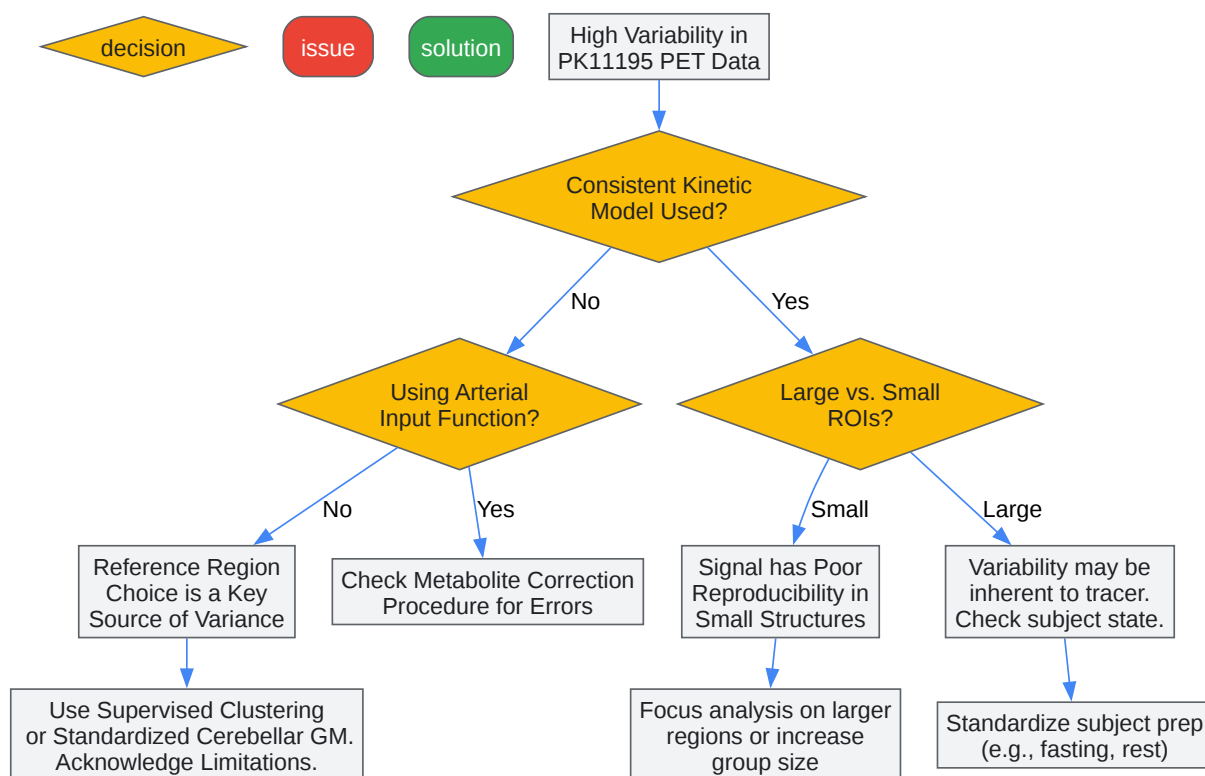 decision
issue
solution
High Variability in
PK11195 PET Data
Consistent Kinetic
Model Used?
No
Yes
Using Arterial
Input Function?
Large vs. Small
ROIs?
No
Yes
Small
Large
Reference Region
Choice is a Key
Source of Variance
Check Metabolite Correction
Procedure for Errors
Signal has Poor
Reproducibility in
Small Structures
Variability may be
inherent to tracer.
Check subject state.
Use Supervised Clustering
or Standardized Cerebellar GM.
Acknowledge Limitations.
Focus analysis on larger
regions or increase
group size
Standardize subject prep
(e.g., fasting, rest)